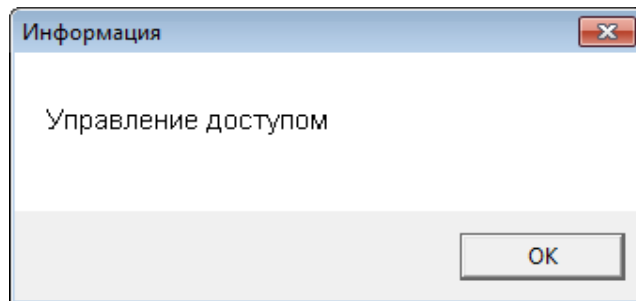 Информация
Управление доступом
OK